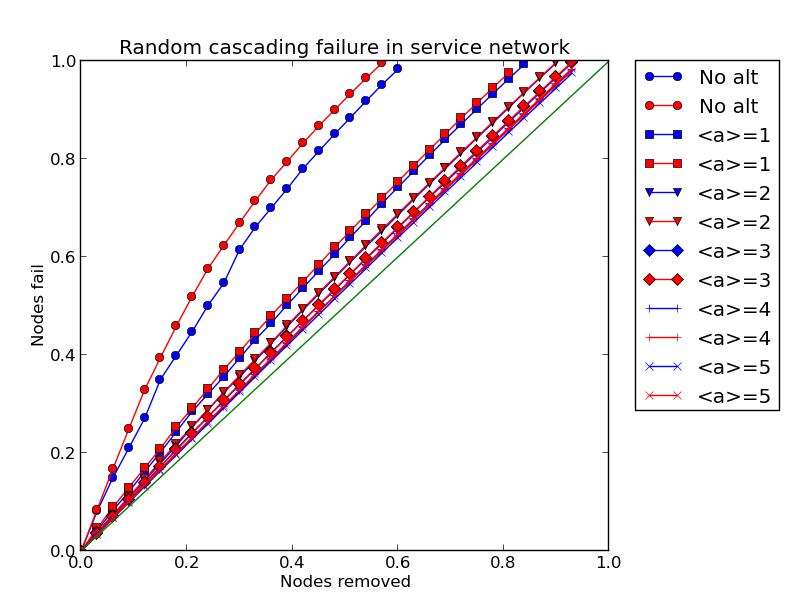 Random cascading failure in service network
1.0
0.8
0.6
0.4
0.2
0.0
Nodes fail
0.0 0.2 0.4 0.6 0.8 1.0
Nodes removed
No alt
No alt
<a>=1
<a>=1
<a>=2
<a>=2
<a>=3
<a>=3
<a>=4
<a>=4
<a>=5
<a>=5